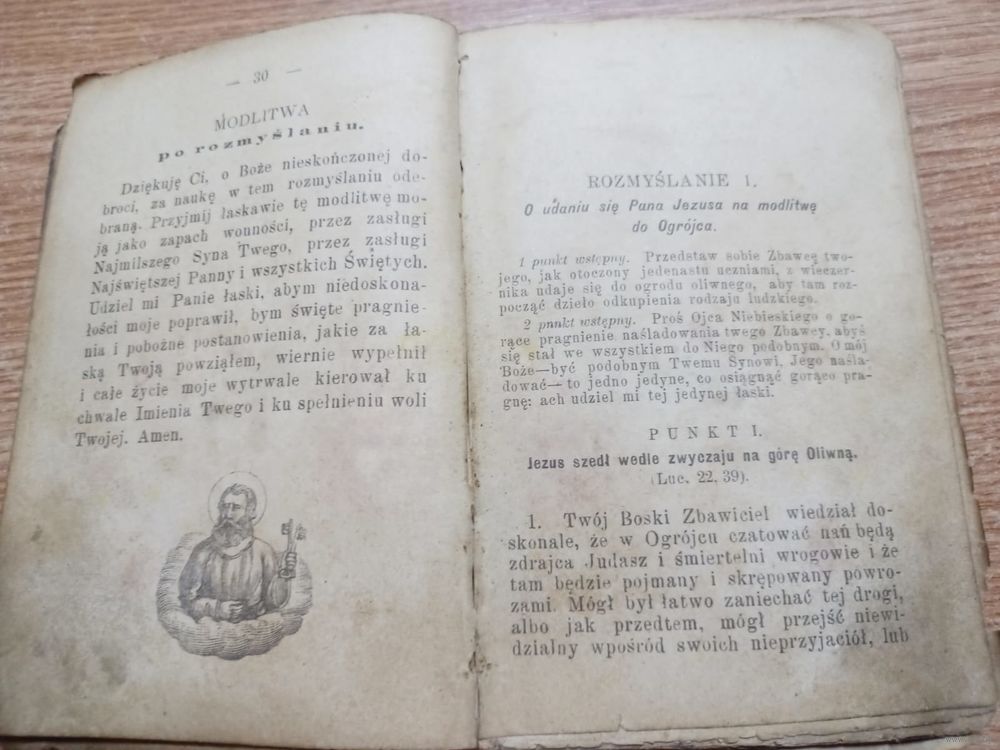 — 30 —
MODLITWA
po rozmyślaniu.
Dziękuję Ci, o Boże nieskończonej do-
broci, za naukę w tem rozmyślaniu ode-
braną. Przyjmij łaskawie tę modlitwę mo-
ją jako zapach wonności, przez zasługi
Najmilszego Syna Twego, przez zasługi
Najświętszej Panny i wszystkich Świętych.
Udziel mi Panie łaski, abym niedoskona-
łości moje poprawił, bym święte pragnie-
nia i pobożne postanowienia, jakie za ła-
ską Twoją powziąłem, wiernie wypełnił
i całe życie moje wytrwale kierował ku
chwale Imienia Twego i ku spełnieniu woli
Twojej. Amen.
ROZMYŚLANIE 1.
O udaniu się Pana Jezusa na modlitwę
do Ogrójca.
1 punkt wstępny. Przedstaw sobie Zbawcę two-
jego, jak otoczony jedenastu uczniami, z wieczer-
nika udaje się do ogrodu oliwnego, aby tam roz-
począć dzieło odkupienia rodzaju ludzkiego.
2 pnnkt wstępny. Proś Ojca Niebieskiego o go-
rące pragnienie naśladowania twego Zbawcy, abyś
się stał we wszystkiem do Niego podobnym. O mój
Boże—być podobnym Twemu Synowi, Jego naśla-
dować— to jedno jedyne, co osiągnąć gorąco pra-
gnę: ach udziel mi tej jedynej łaski.
PUNKT I.
Jezus szedł wedle zwyczaju na górę Oliwną.
(Luc. 22, 39).
1. Twój Boski Zbawiciel wiedział do-
skonale, że w Ogrójcu czatować nań będą
zdrajca Judasz i śmiertelni wrogowie i że
tam będzie pojmany i skrępowany powro-
zami. Mógł był łatwo zaniechać tej drogi,
albo jak przedtem, mógł przejść niewi-
dzialny wpośród swoich nieprzyjaciół, lub